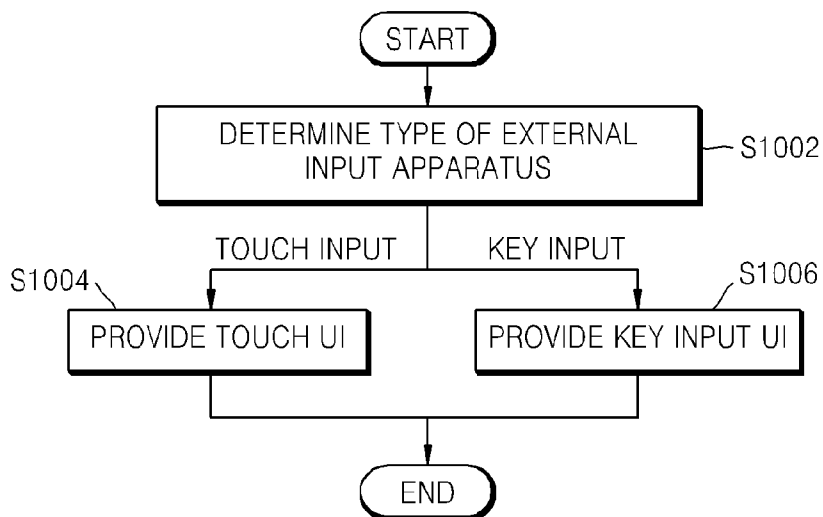 START
DETERMINE TYPE OF EXTERNAL
INPUT APPARATUS
S1002
TOUCH INPUT
KEY INPUT
S1004
S1006
PROVIDE TOUCH UI
PROVIDE KEY INPUT UI
END